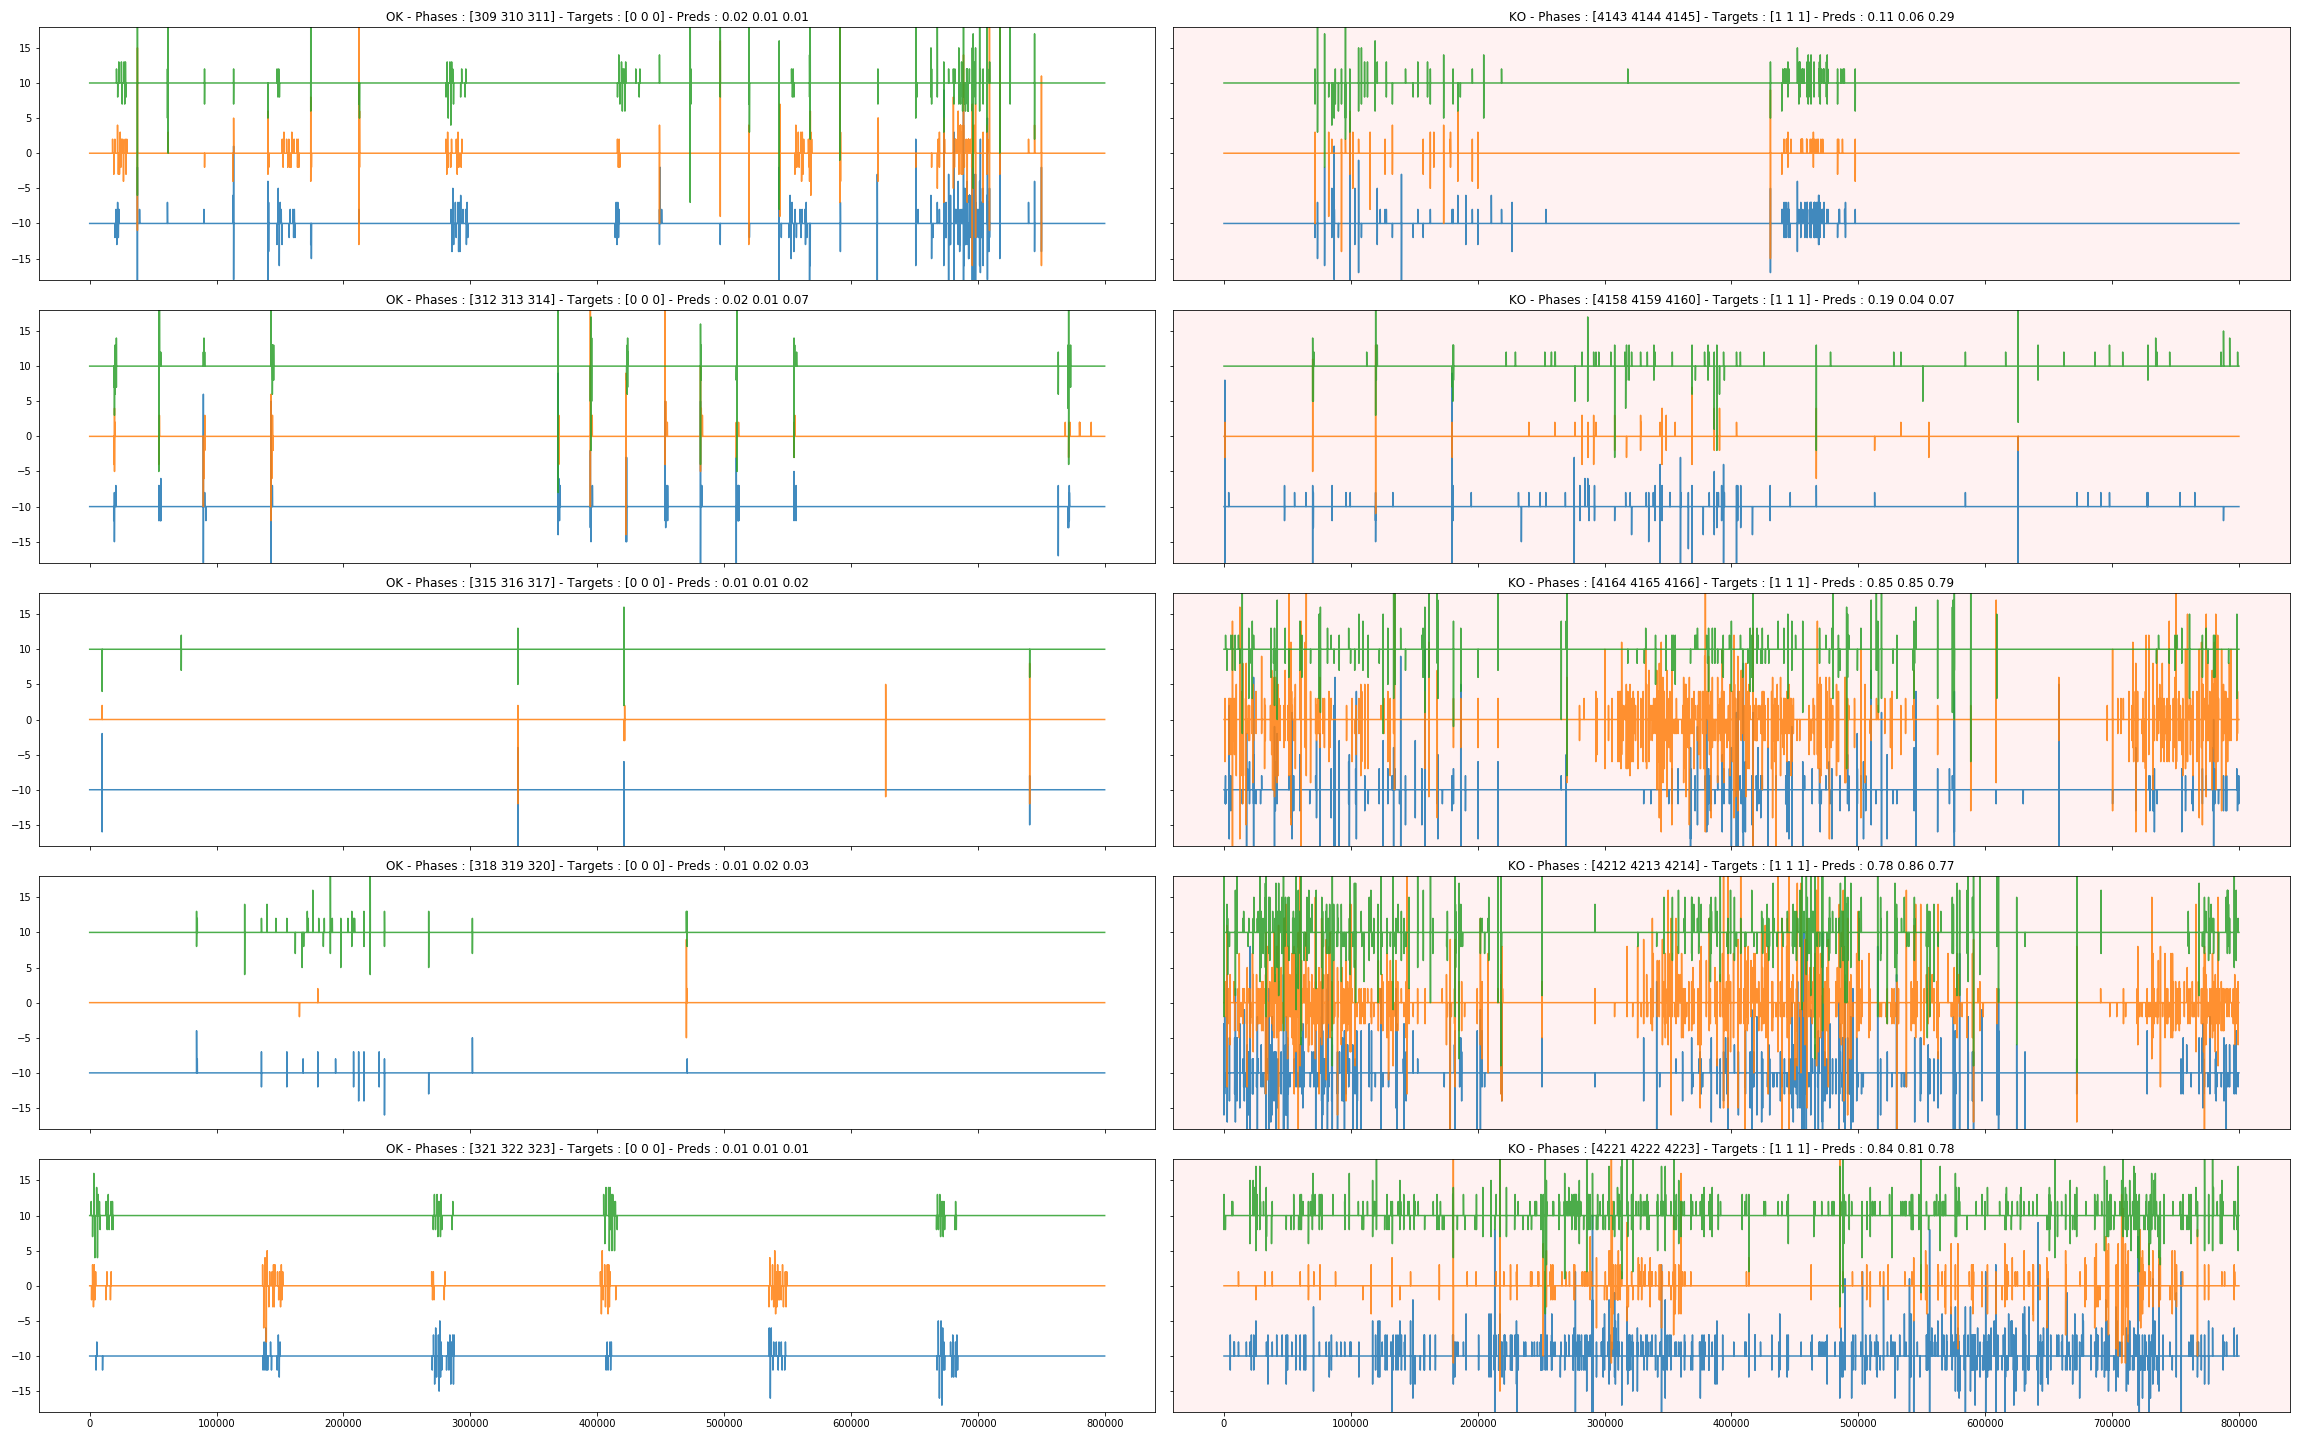 OK - Phases : [309 310 311] - Targets : [0 0 0] - Preds : 0.02 0.01 0.01
KO - Phases : [4143 4144 4145] - Targets : [1 1 1] - Preds : 0.11 0.06 0.29
15
10
5
0
−5
−10
−15
OK - Phases : [312 313 314] - Targets : [0 0 0] - Preds : 0.02 0.01 0.07
KO - Phases : [4158 4159 4160] - Targets : [1 1 1] - Preds : 0.19 0.04 0.07
15
10
5
0
−5
−10
−15
OK - Phases : [315 316 317] - Targets : [0 0 0] - Preds : 0.01 0.01 0.02
KO - Phases : [4164 4165 4166] - Targets : [1 1 1] - Preds : 0.85 0.85 0.79
15
10
5
0
−5
−10
−15
OK - Phases : [318 319 320] - Targets : [0 0 0] - Preds : 0.01 0.02 0.03
KO - Phases : [4212 4213 4214] - Targets : [1 1 1] - Preds : 0.78 0.86 0.77
15
10
5
0
−5
−10
−15
OK - Phases : [321 322 323] - Targets : [0 0 0] - Preds : 0.01 0.01 0.01
KO - Phases : [4221 4222 4223] - Targets : [1 1 1] - Preds : 0.84 0.81 0.78
15
10
5
0
−5
−10
−15
0 100000 200000 300000 400000 500000 600000 700000 800000
0 100000 200000 300000 400000 500000 600000 700000 800000